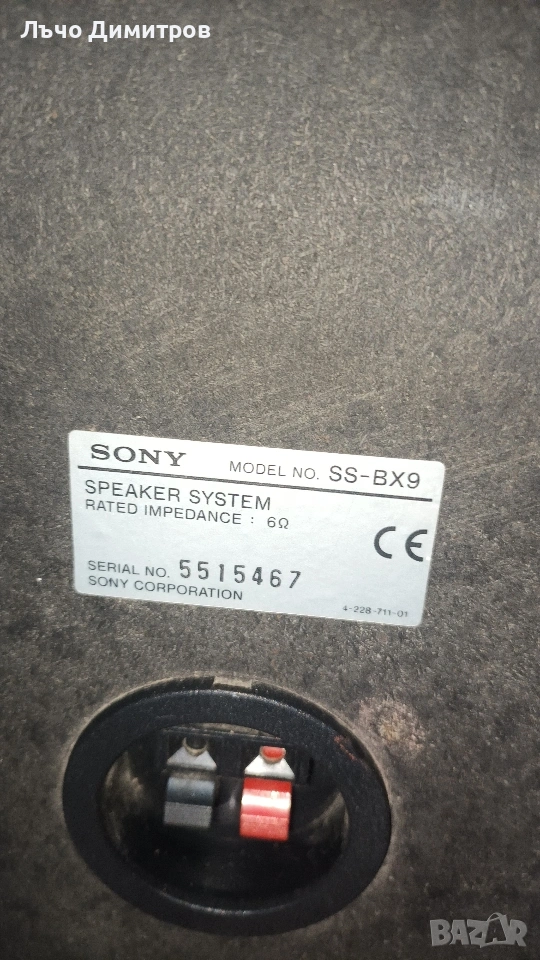 Лъчо Димитров
SONY MODEL NO. SS-BX9
SPEAKER SYSTEM
RATED IMPEDANCE : 6Ω
CE
SERIAL NO. 5515467
SONY CORPORATION
4-228-711-01
BAZAR